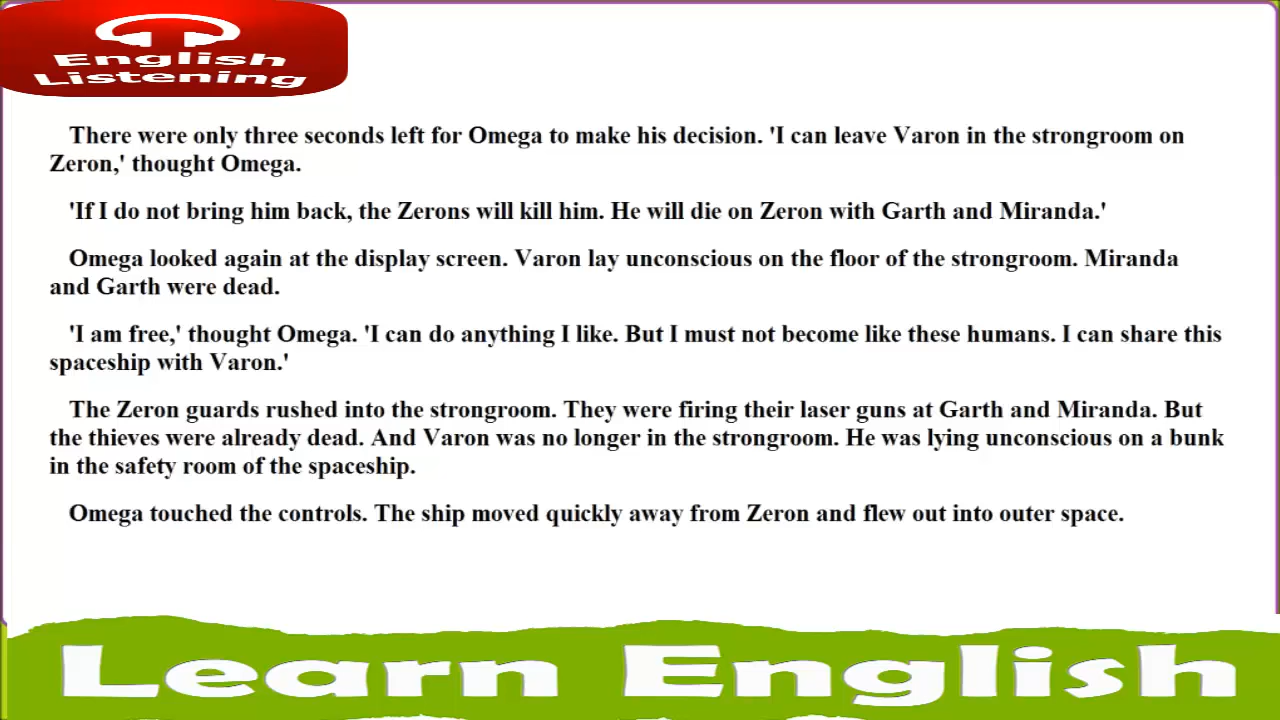 English
Listening
There were only three seconds left for Omega to make his decision. 'I can leave Varon in the strongroom on
Zeron,' thought Omega.
'If I do not bring him back, the Zerons will kill him. He will die on Zeron with Garth and Miranda.'
Omega looked again at the display screen. Varon lay unconscious on the floor of the strongroom. Miranda
and Garth were dead.
'I am free,' thought Omega. 'I can do anything I like. But I must not become like these humans. I can share this
spaceship with Varon.'
The Zeron guards rushed into the strongroom. They were firing their laser guns at Garth and Miranda. But
the thieves were already dead. And Varon was no longer in the strongroom. He was lying unconscious on a bunk
in the safety room of the spaceship.
Omega touched the controls. The ship moved quickly away from Zeron and flew out into outer space.
Learn English